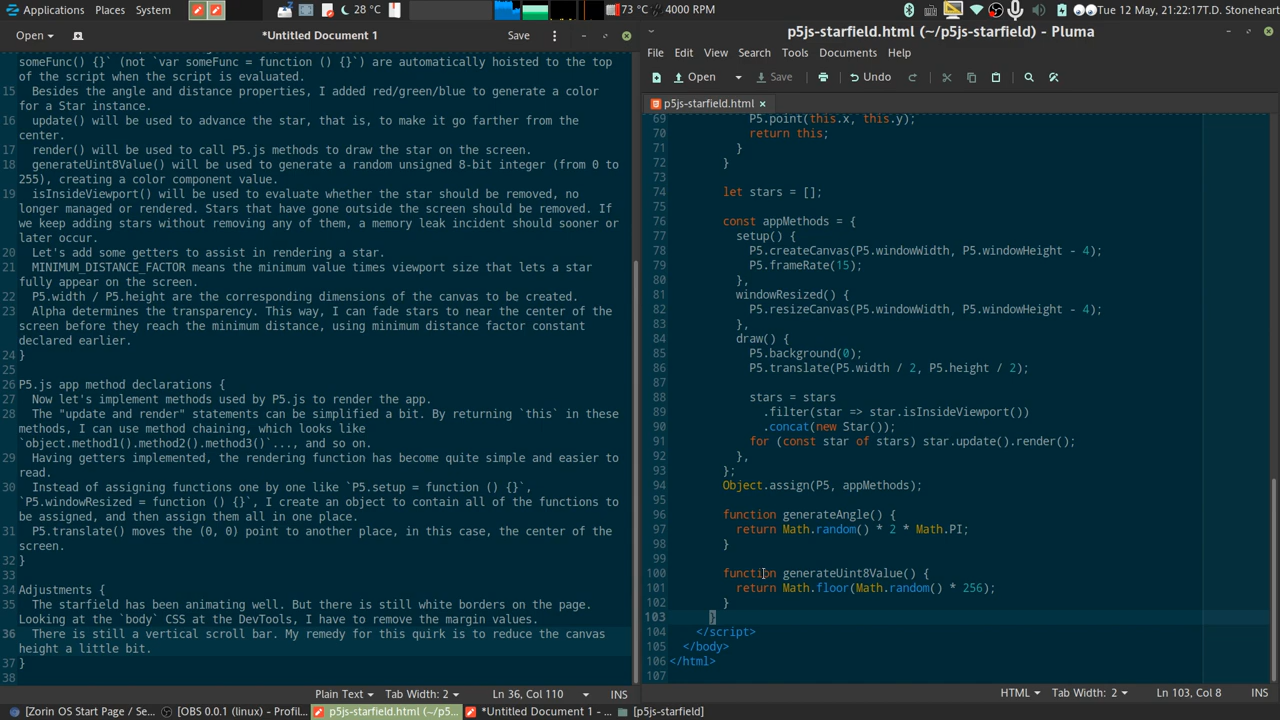 Applications Places System 28 °C 73 °C 4000 RPM Tue 12 May, 21:22:17 T.D. Stoneheart
Open *Untitled Document 1 Save
p5js-starfield.html (~/p5js-starfield) - Pluma
File Edit View Search Tools Documents Help
Open Save Undo
p5js-starfield.html
someFunc() {}` (not `var someFunc = function () {}`) are automatically hoisted to the top
of the script when the script is evaluated.
15 Besides the angle and distance properties, I added red/green/blue to generate a color
for a Star instance.
16 update() will be used to advance the star, that is, to make it go farther from the
center.
17 render() will be used to call P5.js methods to draw the star on the screen.
18 generateUint8Value() will be used to generate a random unsigned 8-bit integer (from 0 to
255), creating a color component value.
19 isInsideViewport() will be used to evaluate whether the star should be removed, no
longer managed or rendered. Stars that have gone outside the screen should be removed. If
we keep adding stars without removing any of them, a memory leak incident should sooner or
later occur.
20 Let's add some getters to assist in rendering a star.
21 MINIMUM_DISTANCE_FACTOR means the minimum value times viewport size that lets a star
fully appear on the screen.
22 P5.width / P5.height are the corresponding dimensions of the canvas to be created.
23 Alpha determines the transparency. This way, I can fade stars to near the center of the
screen before they reach the minimum distance, using minimum distance factor constant
declared earlier.
24 }
25
26 P5.js app method declarations {
27 Now let's implement methods used by P5.js to render the app.
28 The "update and render" statements can be simplified a bit. By returning `this` in these
methods, I can use method chaining, which looks like
`object.method1().method2().method3()`..., and so on.
29 Having getters implemented, the rendering function has become quite simple and easier to
read.
30 Instead of assigning functions one by one like `P5.setup = function () {}`,
`P5.windowResized = function () {}`, I create an object to contain all of the functions to
be assigned, and then assign them all in one place.
31 P5.translate() moves the (0, 0) point to another place, in this case, the center of the
screen.
32 }
33
34 Adjustments {
35 The starfield has been animating well. But there is still white borders on the page.
Looking at the `body` CSS at the DevTools, I have to remove the margin values.
36 There is still a vertical scroll bar. My remedy for this quirk is to reduce the canvas
height a little bit.
37 }
38
Plain Text Tab Width: 2 Ln 36, Col 110 INS
69 P5.point(this.x, this.y);
70 return this;
71 }
72 }
73
74 let stars = [];
75
76 const appMethods = {
77 setup() {
78 P5.createCanvas(P5.windowWidth, P5.windowHeight - 4);
79 P5.frameRate(15);
80 },
81 windowResized() {
82 P5.resizeCanvas(P5.windowWidth, P5.windowHeight - 4);
83 },
84 draw() {
85 P5.background(0);
86 P5.translate(P5.width / 2, P5.height / 2);
87
88 stars = stars
89 .filter(star => star.isInsideViewport())
90 .concat(new Star());
91 for (const star of stars) star.update().render();
92 },
93 };
94 Object.assign(P5, appMethods);
95
96 function generateAngle() {
97 return Math.random() * 2 * Math.PI;
98 }
99
100 function generateUint8Value() {
101 return Math.floor(Math.random() * 256);
102 }
103 }
104 </script>
105 </body>
106 </html>
107
HTML Tab Width: 2 Ln 103, Col 8 INS
[Zorin OS Start Page / Se... [OBS 0.0.1 (linux) - Profil... p5js-starfield.html (~/p5... *Untitled Document 1 - ... [p5js-starfield]